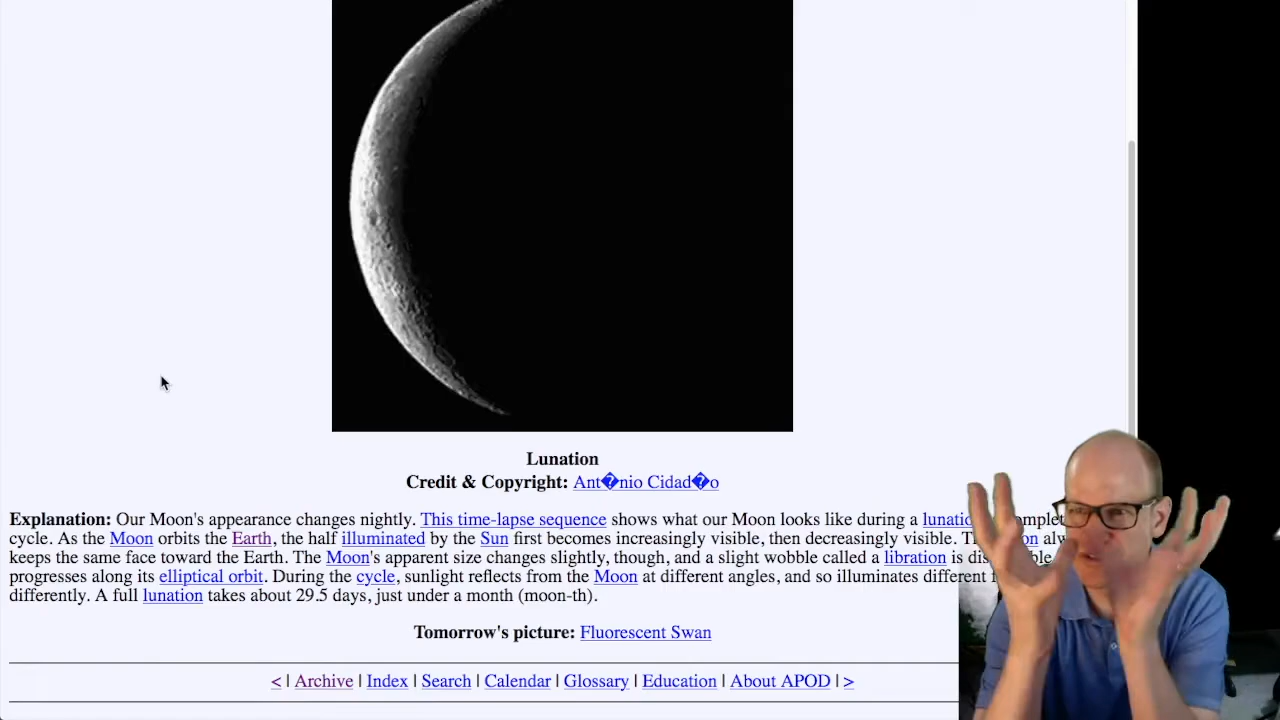 Lunation
Credit & Copyright: Ant�nio Cidad�o
Explanation: Our Moon's appearance changes nightly. This time-lapse sequence shows what our Moon looks like during a
cycle. As the Moon orbits the Earth, the half illuminated by the Sun first becomes increasingly visible, then decreasingly visible.
keeps the same face toward the Earth. The Moon's apparent size changes slightly, though, and a slight wobble called a libration is
progresses along its elliptical orbit. During the cycle, sunlight reflects from the Moon at different angles, and so illuminates different
differently. A full lunation takes about 29.5 days, just under a month (moon-th).
Tomorrow's picture: Fluorescent Swan
< | Archive | Index | Search | Calendar | Glossary | Education | About APOD | >